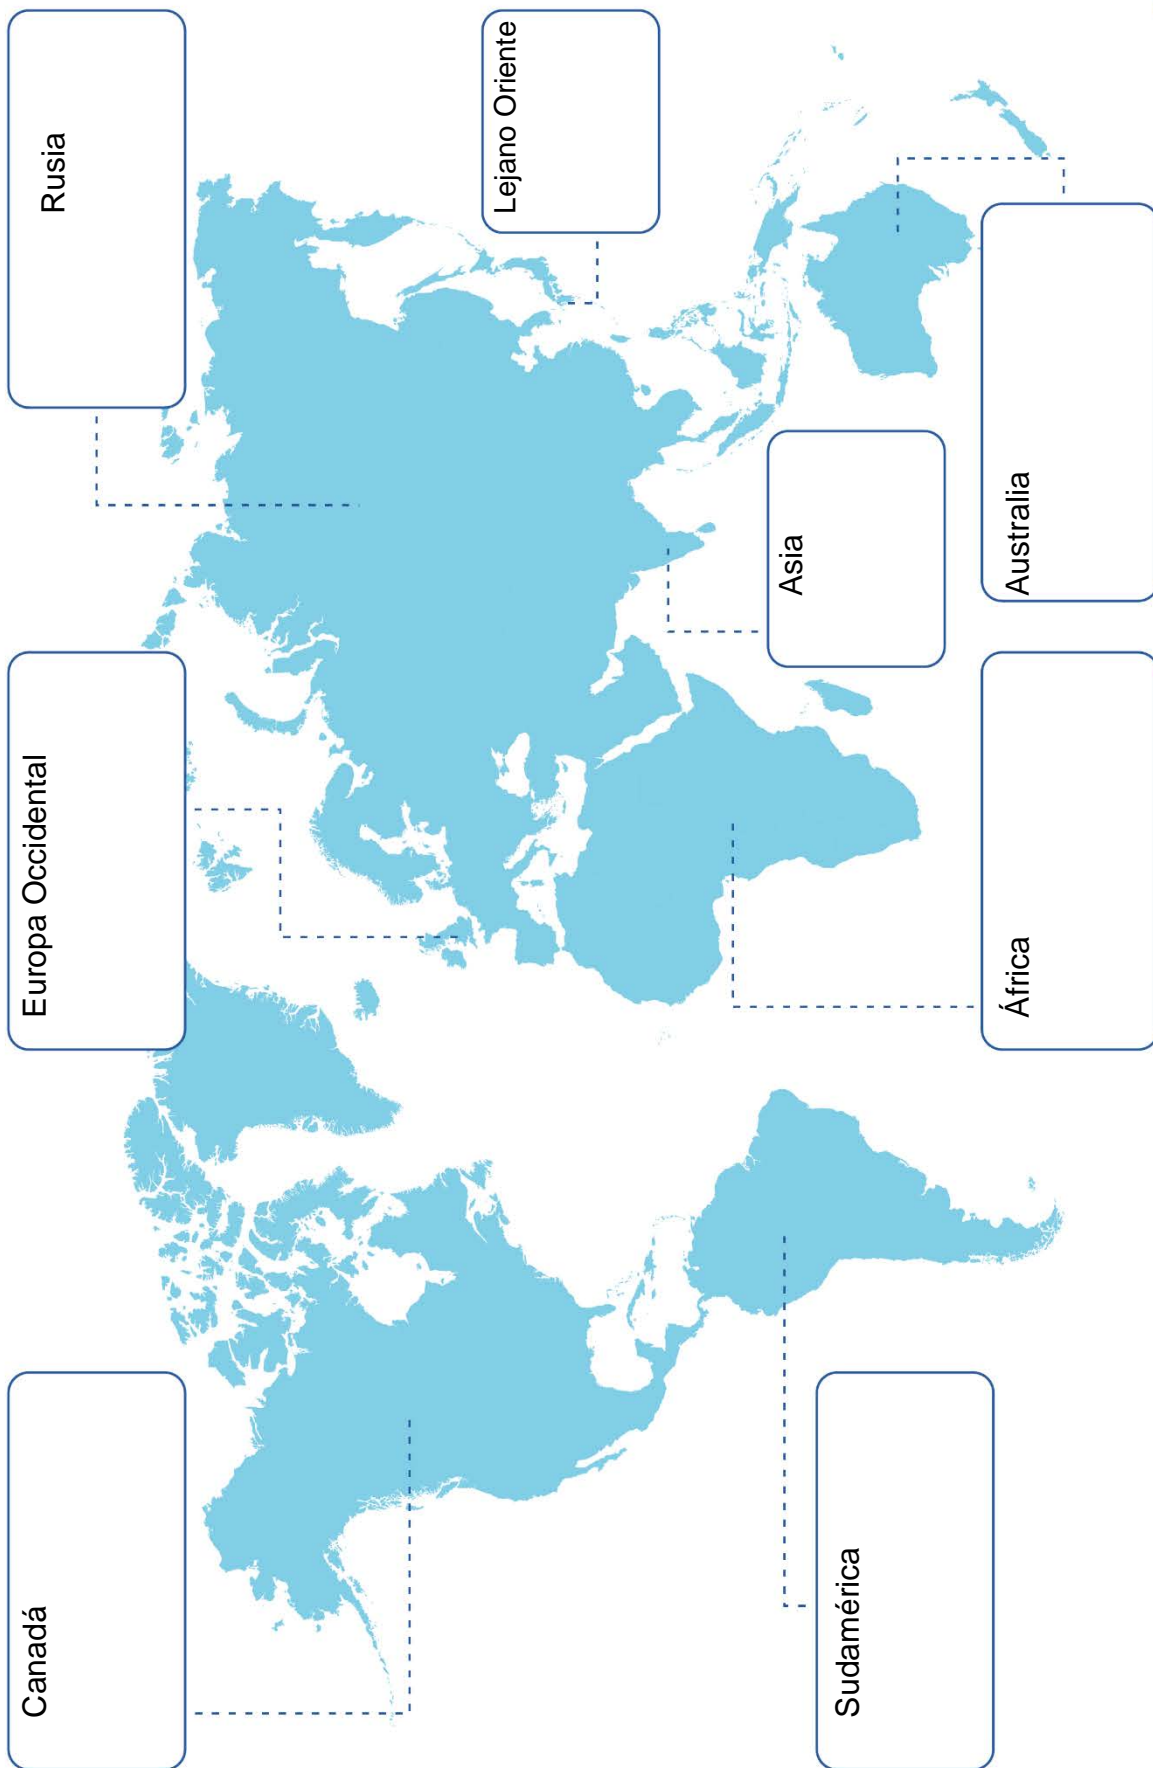 Canadá
Europa Occidental
Rusia
Lejano Oriente
Asia
Sudamérica
África
Australia